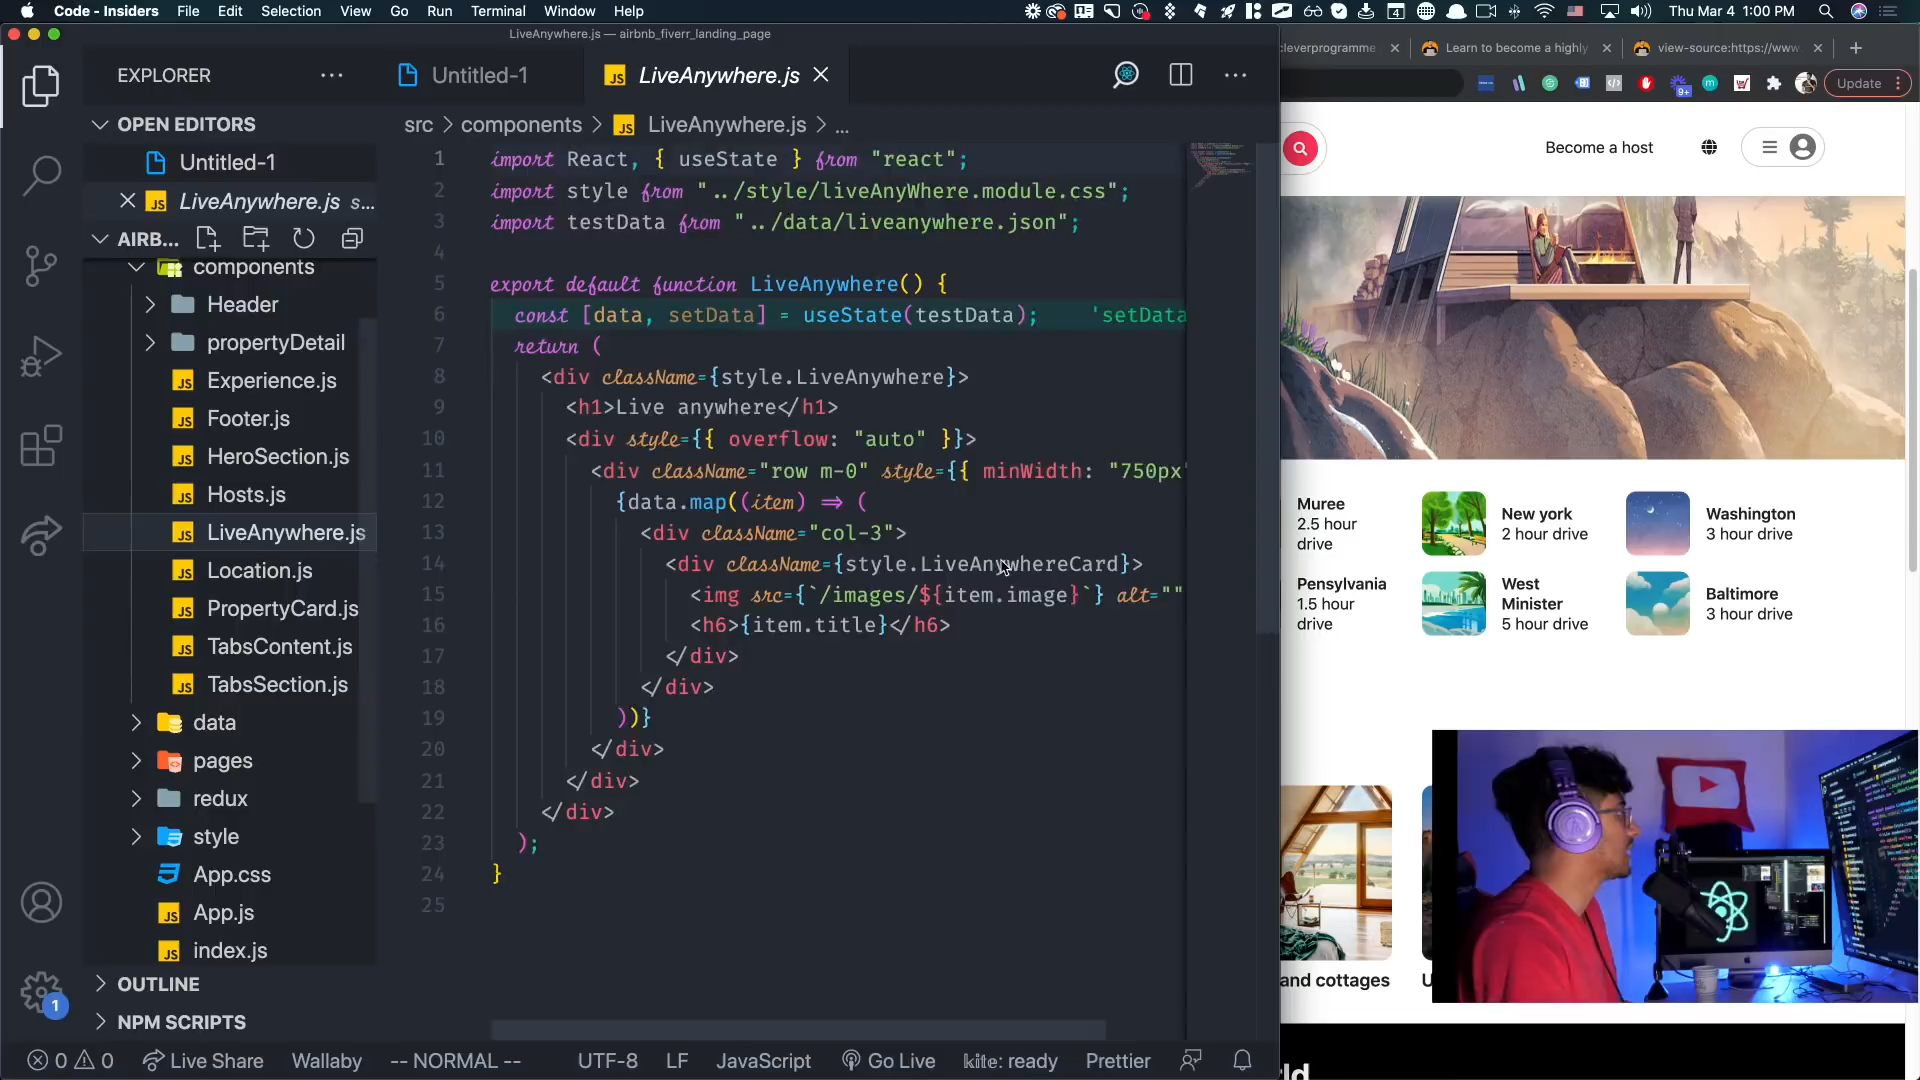 Code - Insiders File Edit Selection View Go Run Terminal Window Help
4
Thu Mar 4 1:00 PM
LiveAnywhere.js — airbnb_fiverr_landing_page
EXPLORER
Untitled-1
LiveAnywhere.js
OPEN EDITORS
Untitled-1
LiveAnywhere.js s...
AIRB...
components
Header
propertyDetail
Experience.js
Footer.js
HeroSection.js
Hosts.js
LiveAnywhere.js
Location.js
PropertyCard.js
TabsContent.js
TabsSection.js
data
pages
redux
style
App.css
App.js
index.js
OUTLINE
NPM SCRIPTS
1
src > components > JS LiveAnywhere.js > ...
1 import React, { useState } from "react";
2 import style from "../style/liveAnyWhere.module.css";
3 import testData from "../data/liveanywhere.json";
4
5 export default function LiveAnywhere() {
6 const [data, setData] = useState(testData); 'setData
7 return (
8 <div className={style.LiveAnywhere}>
9 <h1>Live anywhere</h1>
10 <div style={{ overflow: "auto" }}>
11 <div className="row m-0" style={{ minWidth: "750px"
12 {data.map((item) => (
13 <div className="col-3">
14 <div className={style.LiveAnywhereCard}>
15 <img src={`/images/${item.image}`} alt=""
16 <h6>{item.title}</h6>
17 </div>
18 </div>
19 ))}
20 </div>
21 </div>
22 </div>
23 );
24 }
25
0 0 Live Share Wallaby -- NORMAL -- UTF-8 LF JavaScript Go Live kite: ready Prettier
cleverprogramme
Learn to become a highly
view-source:https://www.
9+
Update
Become a host
Muree
2.5 hour
drive
New york
2 hour drive
Washington
3 hour drive
Pensylvania
1.5 hour
drive
West
Minister
5 hour drive
Baltimore
3 hour drive
and cottages
U
rld